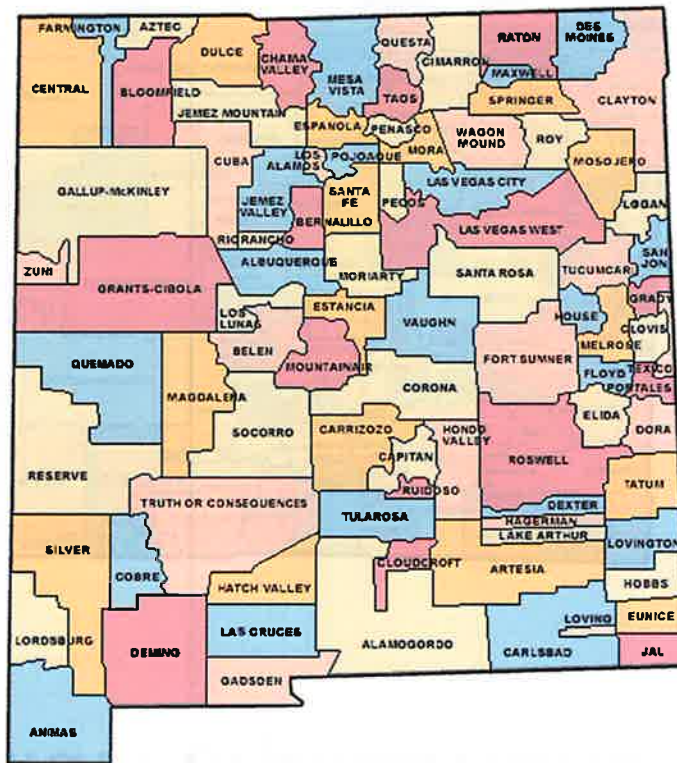 FARNINGTON
AZTEC
DULCE
CHAMA
VALLEY
MESA
VISTA
QUESTA
CIMARRON
RATON
DES
MOINES
MAXWELL
CENTRAL
BLOOMFIELD
TAOS
SPRINGER
CLAYTON
JEMEZ MOUNTAIN
ESPANOLA
PENASCO
WAGON
MOUND
ROY
MORA
CUBA
LOS
ALAMOS
POJOAQUE
MOSOJERO
GALLUP-McKINLEY
JEMEZ
VALLEY
SANTA
FE
PECOS
LAS VEGAS CITY
LOGAN
BERNALILLO
LAS VEGAS WEST
RIO RANCHO
ZUNI
ALBUQUERQUE
MORIARTY
SANTA ROSA
TUCUMCARI
SAN
JON
GRANTS-CIBOLA
GRADY
LOS
LUNAS
ESTANCIA
VAUGHN
HOUSE
CLOVIS
BELEN
MELROSE
QUEMADO
MOUNTAINAIR
FORT SUMNER
TEXICO
FLOYD
PORTALES
MAGDALENA
CORONA
ELIDA
SOCORRO
CARRIZOZO
HONDO
VALLEY
DORA
CAPITAN
ROSWELL
RESERVE
RUIDOSO
TATUM
TRUTH OR CONSEQUENCES
TULAROSA
DEXTER
HAGERMAN
LAKE ARTHUR
SILVER
LOVINGTON
COBRE
CLOUDCROFT
ARTESIA
HATCH VALLEY
HOBBS
LORDSBURG
LAS CRUCES
ALAMOGORDO
LOVING
EUNICE
DEMING
CARLSBAD
JAL
GADSDEN
ANIMAS